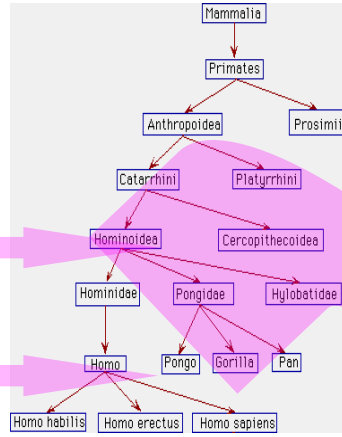 Mammalia
Primates
Anthropoidea
Prosimii
Catarrhini
Platyrrhini
Hominoidea
Cercopithecoidea
Hominidae
Pongidae
Hylobatidae
Homo
Pongo
Gorilla
Pan
Homo habilis
Homo erectus
Homo sapiens